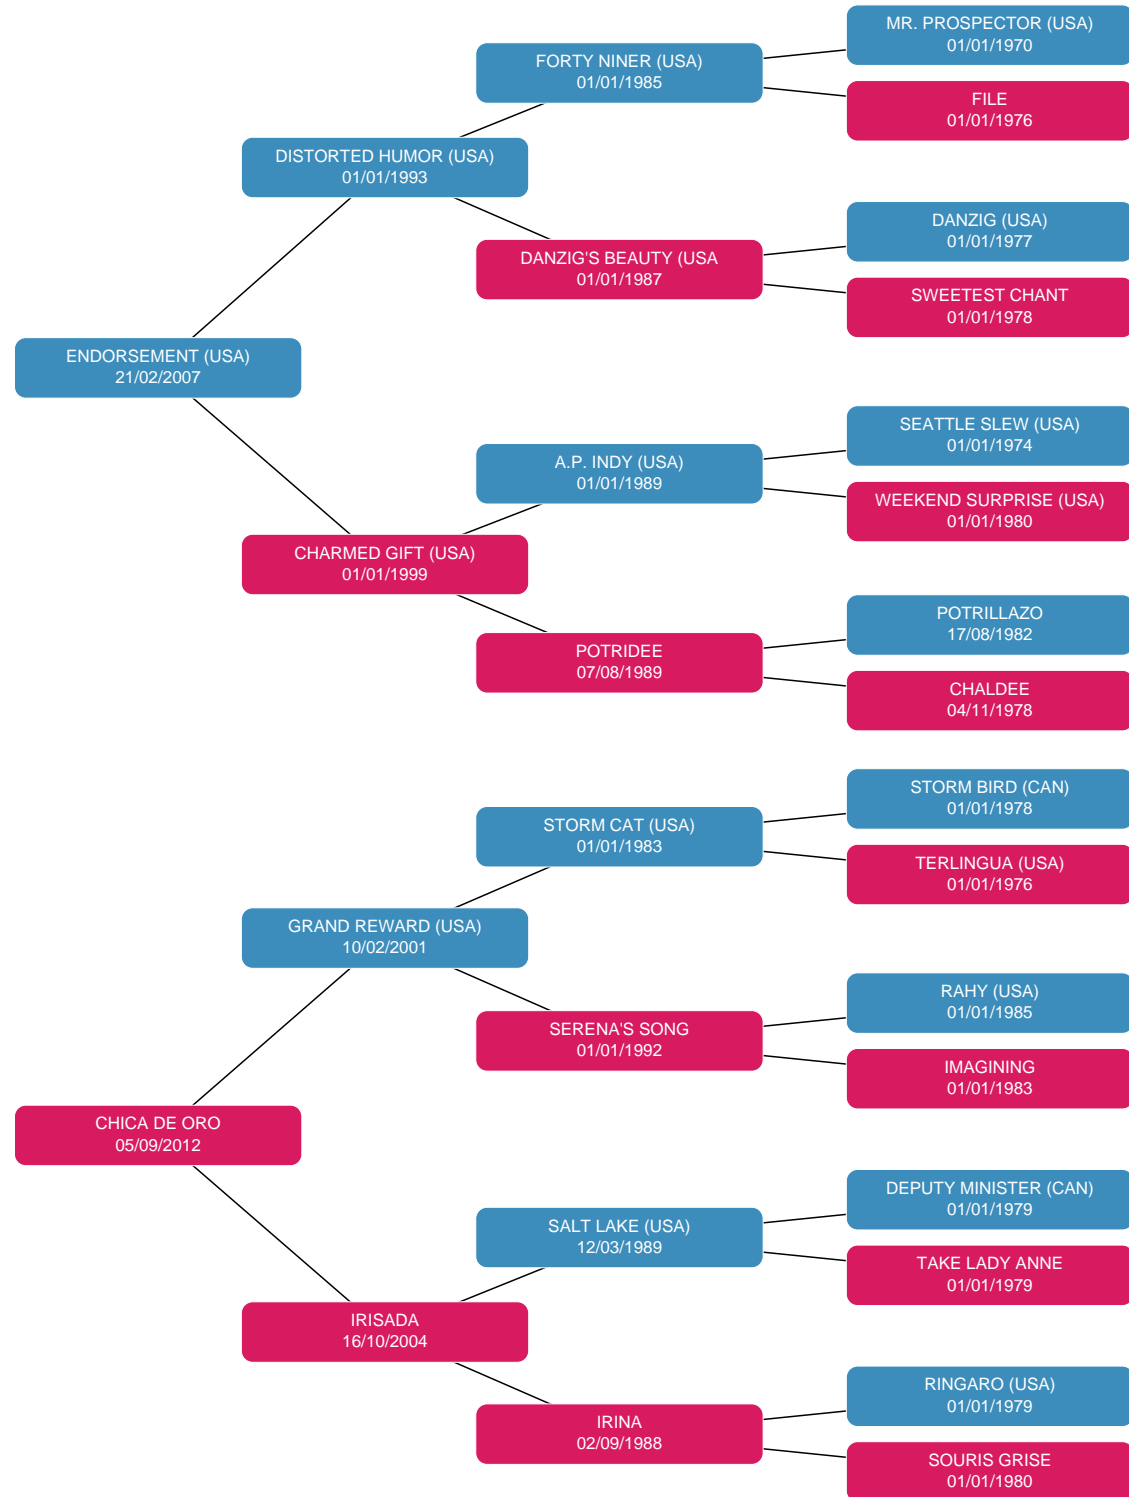 MR. PROSPECTOR (USA)
01/01/1970
FORTY NINER (USA)
01/01/1985
FILE
01/01/1976
DISTORTED HUMOR (USA)
01/01/1993
DANZIG (USA)
01/01/1977
DANZIG'S BEAUTY (USA
01/01/1987
SWEETEST CHANT
01/01/1978
ENDORSEMENT (USA)
21/02/2007
SEATTLE SLEW (USA)
01/01/1974
A.P. INDY (USA)
01/01/1989
WEEKEND SURPRISE (USA)
01/01/1980
CHARMED GIFT (USA)
01/01/1999
POTRILLAZO
17/08/1982
POTRIDEE
07/08/1989
CHALDEE
04/11/1978
STORM BIRD (CAN)
01/01/1978
STORM CAT (USA)
01/01/1983
TERLINGUA (USA)
01/01/1976
GRAND REWARD (USA)
10/02/2001
RAHY (USA)
01/01/1985
SERENA'S SONG
01/01/1992
IMAGINING
01/01/1983
CHICA DE ORO
05/09/2012
DEPUTY MINISTER (CAN)
01/01/1979
SALT LAKE (USA)
12/03/1989
TAKE LADY ANNE
01/01/1979
IRISADA
16/10/2004
RINGARO (USA)
01/01/1979
IRINA
02/09/1988
SOURIS GRISE
01/01/1980